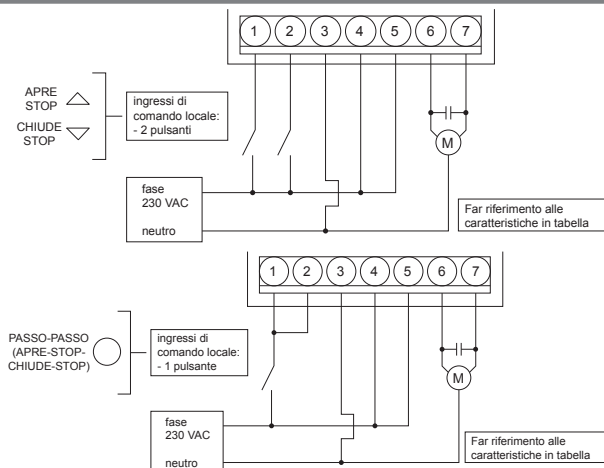 1 2 3 4 5 6 7
APRE
STOP
CHIUDE
STOP
ingressi di
comando locale:
- 2 pulsanti
M
fase
230 VAC
neutro
Far riferimento alle
caratteristiche in tabella
1 2 3 4 5 6 7
PASSO-PASSO
(APRE-STOP-
CHIUDE-STOP)
ingressi di
comando locale:
- 1 pulsante
M
fase
230 VAC
neutro
Far riferimento alle
caratteristiche in tabella